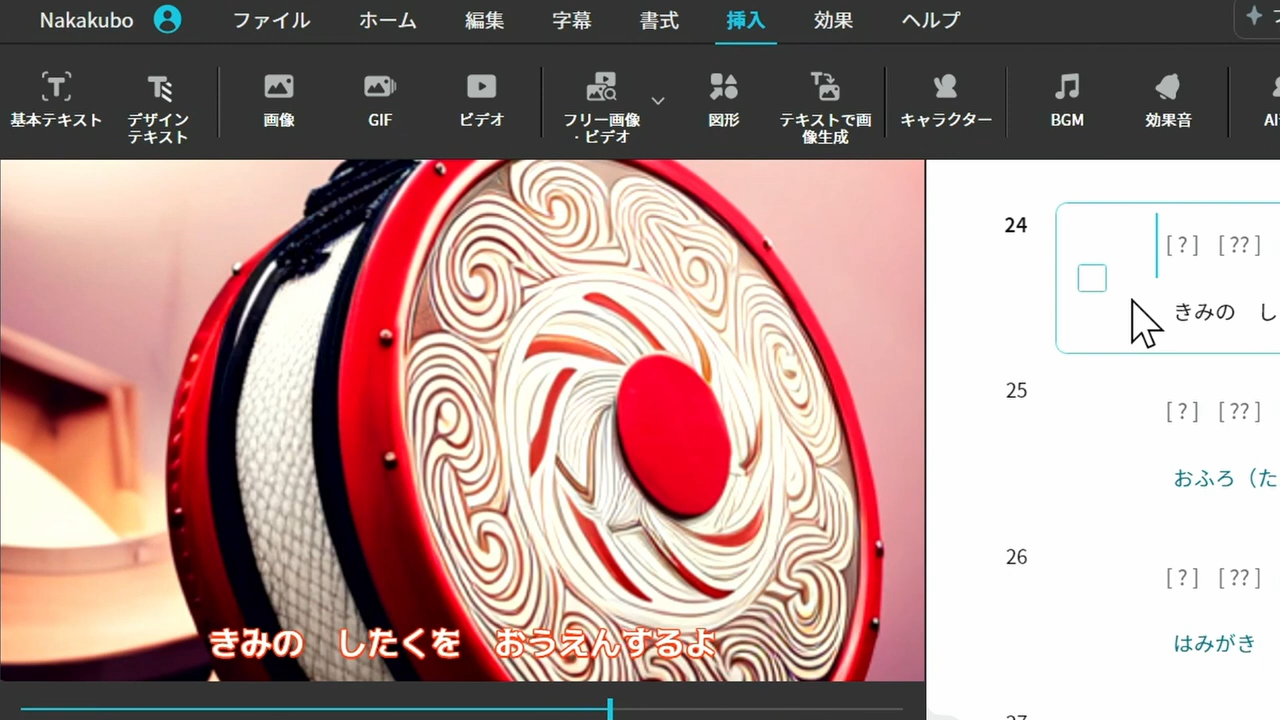 Nakakubo ファイル ホーム 編集 字幕 書式 挿入 効果 ヘルプ
基本テキスト
デザイン
テキスト
画像
GIF
ビデオ
フリー画像
・ビデオ
図形
テキストで画
像生成
キャラクター
BGM
効果音
AI
24
[?] [??]
きみの し
25
[?] [??]
おふろ（た
26
[?] [??]
はみがき
27
きみの したくを おうえんするよ